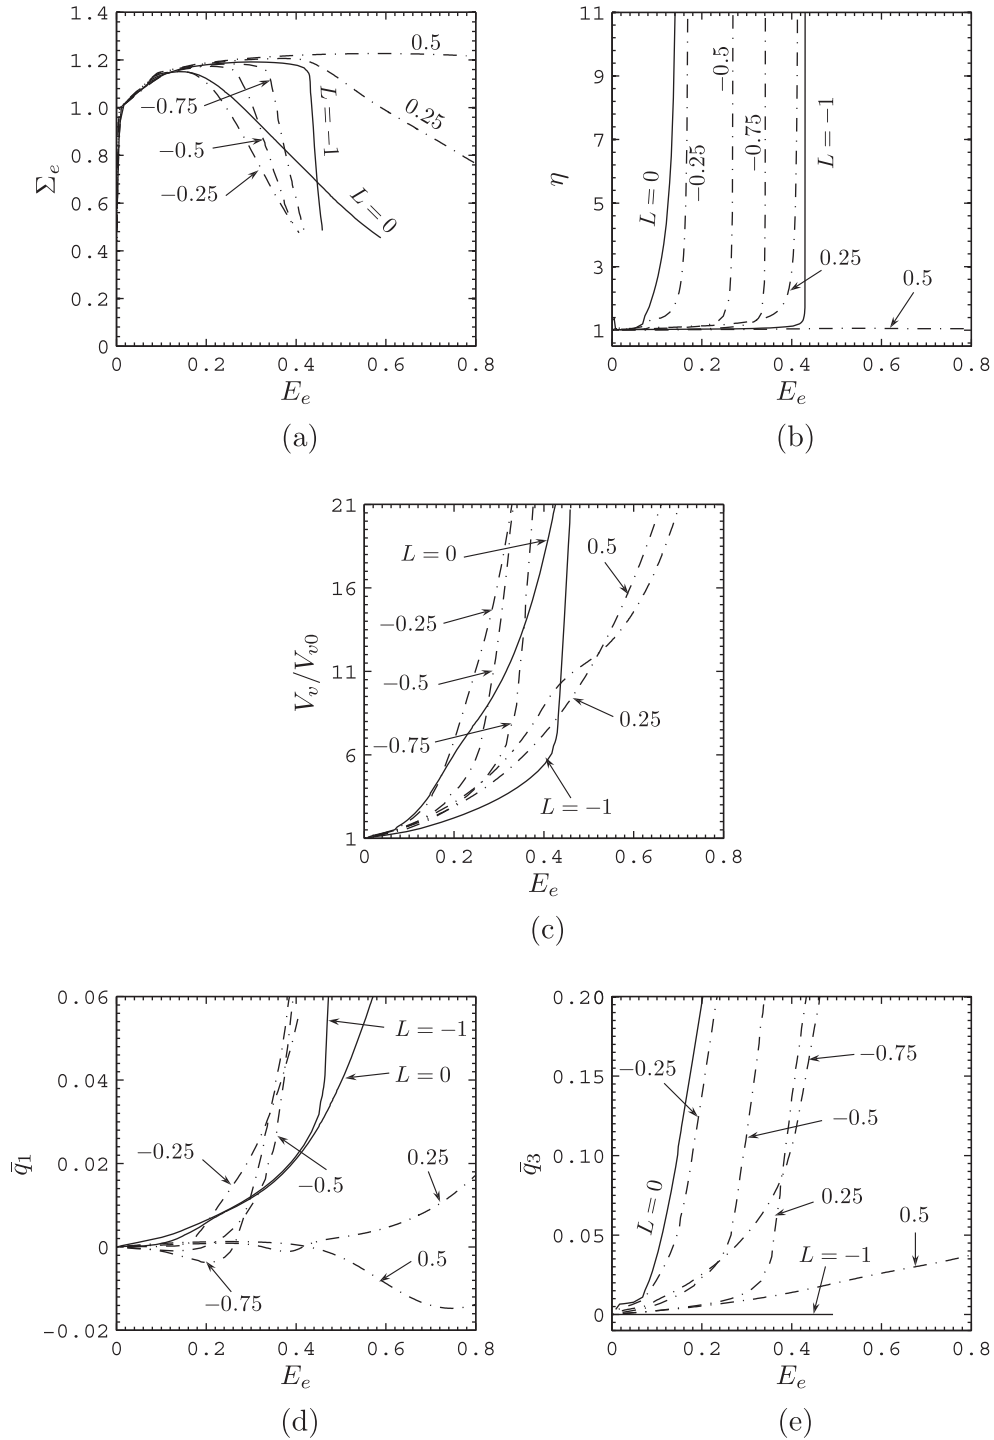 1.4
1.2
1.0
0.8
0.6
0.4
0.2
0
Σe
0.5
0.25
−0.75
−0.5
−0.25
L = −1
L = 0
0 0.2 0.4 0.6 0.8
Ee
(a)
11
9
7
5
3
1
η
L = 0
−0.25
−0.5
−0.75
L = −1
0.25
0.5
0 0.2 0.4 0.6 0.8
Ee
(b)
21
16
11
6
1
Vv/Vv0
L = 0
−0.25
−0.5
−0.75
0.5
0.25
L = −1
0 0.2 0.4 0.6 0.8
Ee
(c)
0.06
0.04
0.02
0
-0.02
q̄1
L = −1
L = 0
−0.25
−0.5
0.25
0.5
−0.75
0 0.2 0.4 0.6 0.8
Ee
(d)
0.20
0.15
0.10
0.05
0
q̄3
−0.25
−0.75
−0.5
L = 0
0.25
0.5
L = −1
0 0.2 0.4 0.6 0.8
Ee
(e)